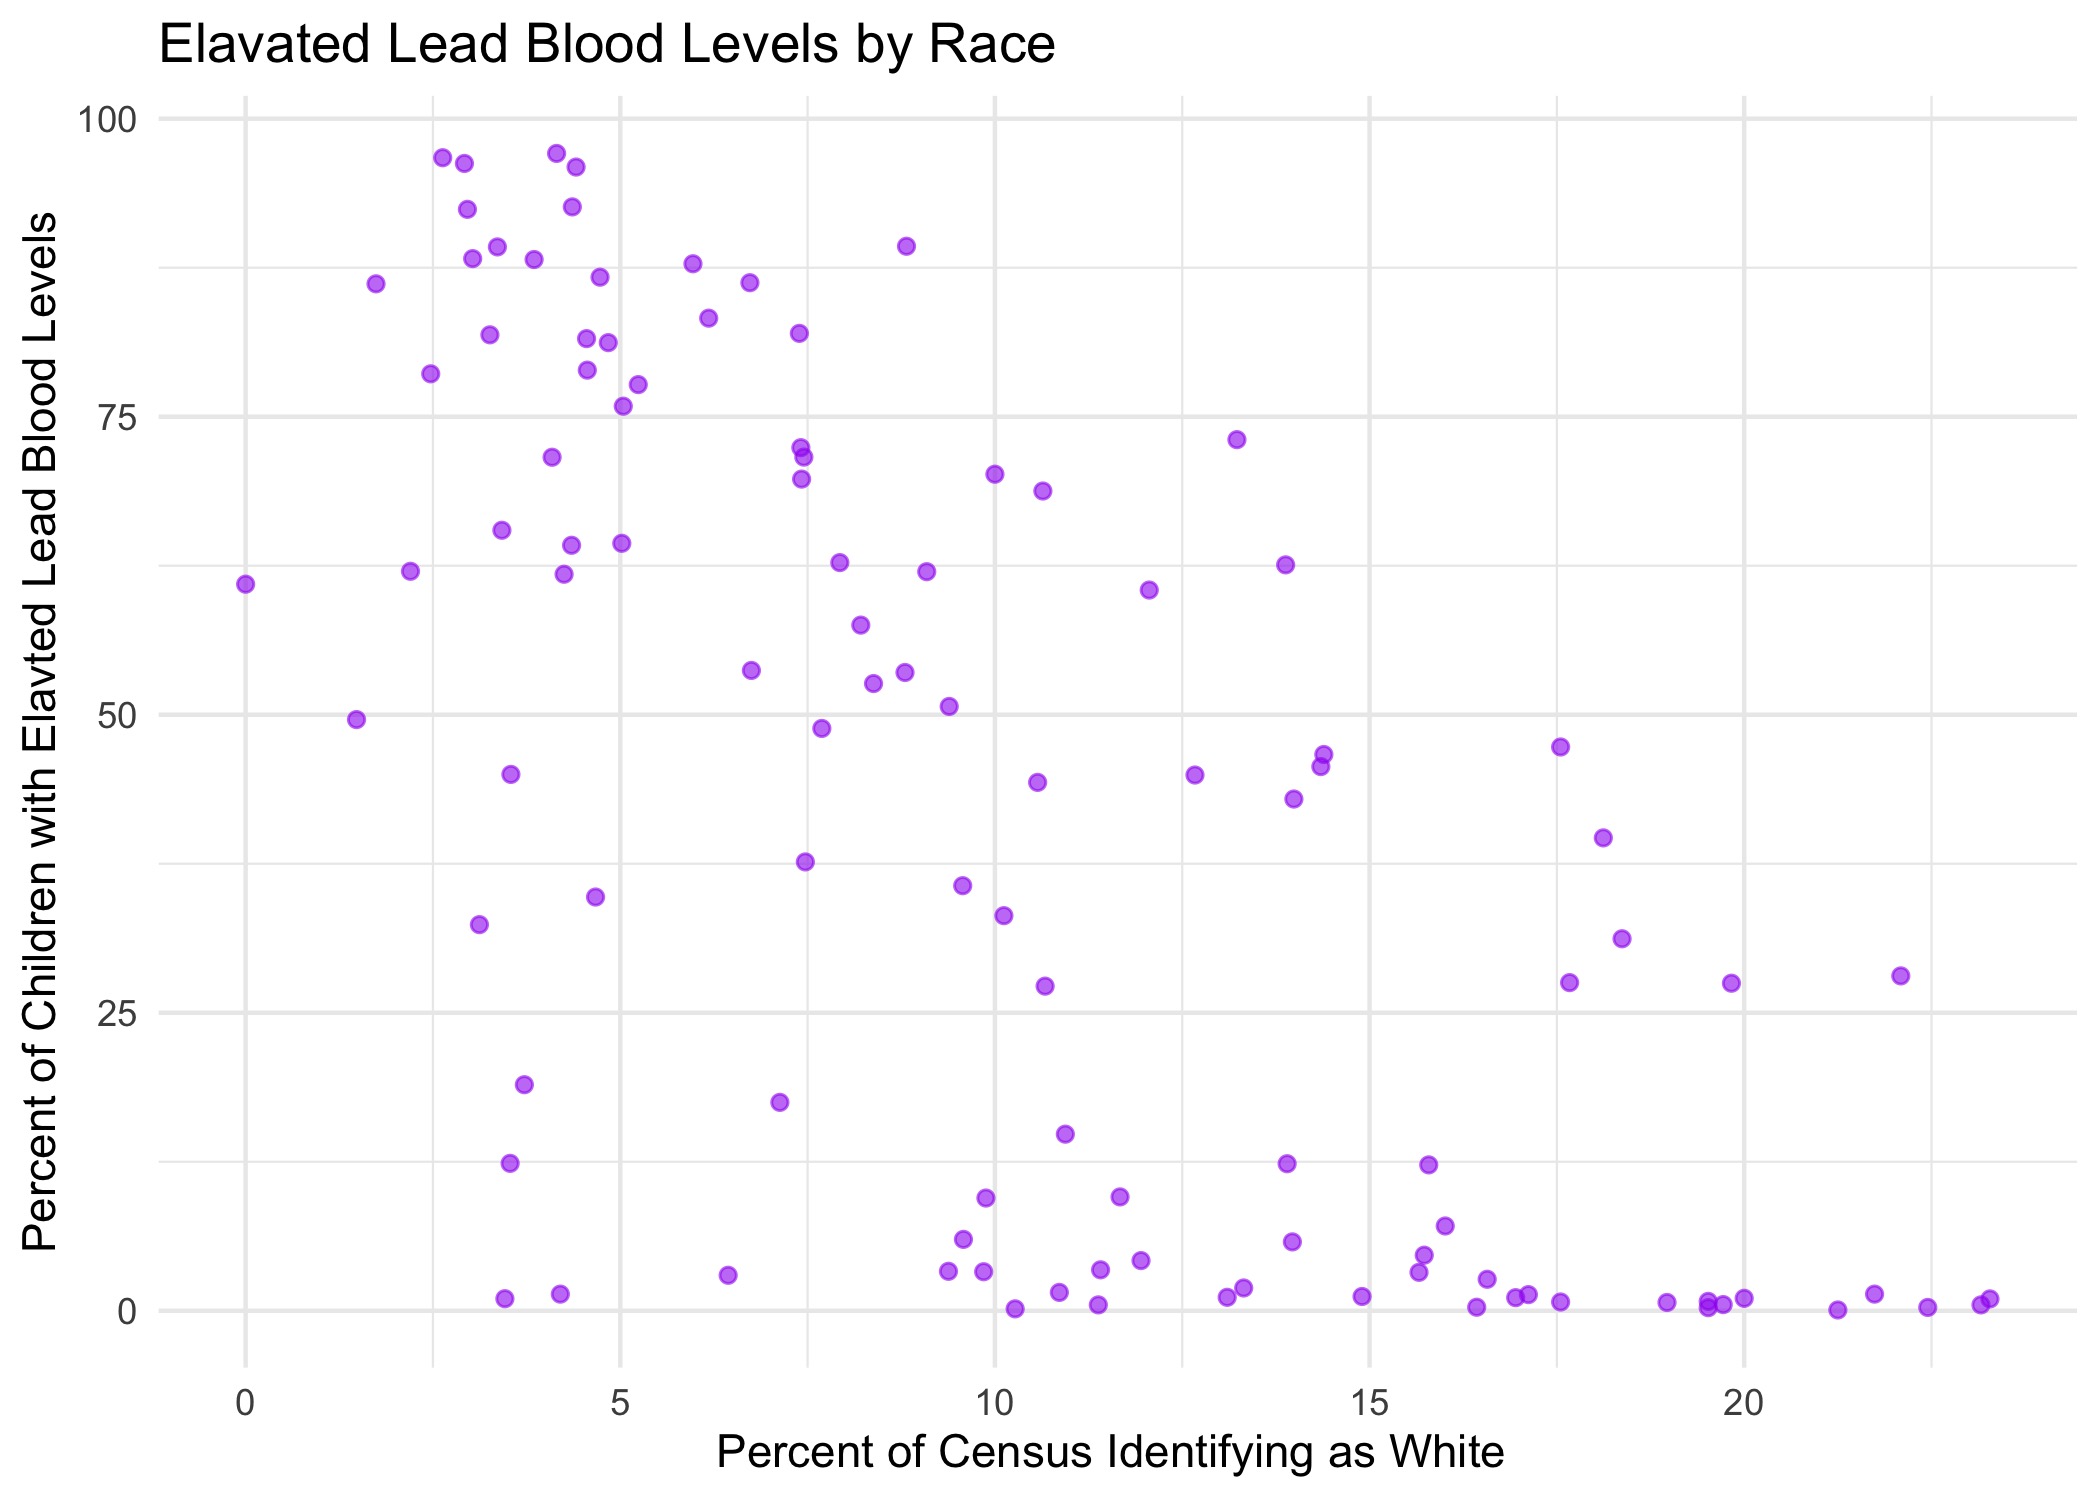 Elavated Lead Blood Levels by Race
Percent of Children with Elavted Lead Blood Levels
100
75
50
25
0
0 5 10 15 20
Percent of Census Identifying as White